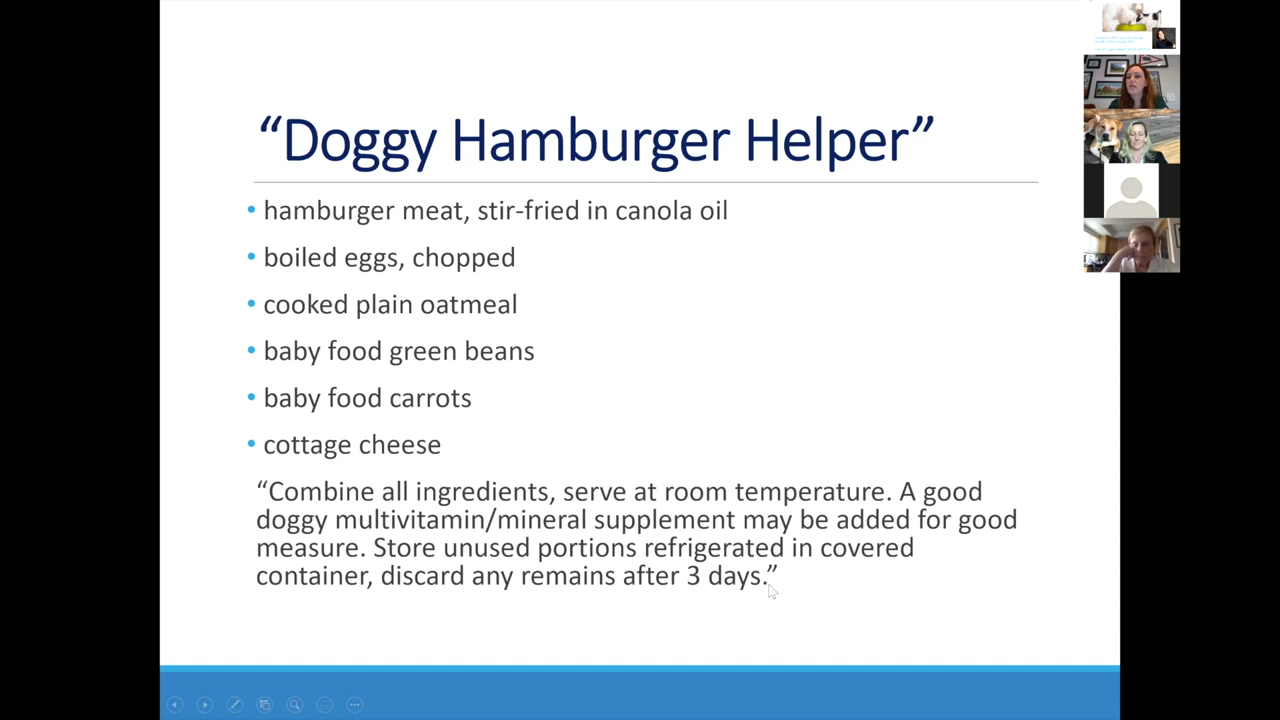 “Doggy Hamburger Helper”
• hamburger meat, stir-fried in canola oil
• boiled eggs, chopped
• cooked plain oatmeal
• baby food green beans
• baby food carrots
• cottage cheese
“Combine all ingredients, serve at room temperature. A good
doggy multivitamin/mineral supplement may be added for good
measure. Store unused portions refrigerated in covered
container, discard any remains after 3 days.”